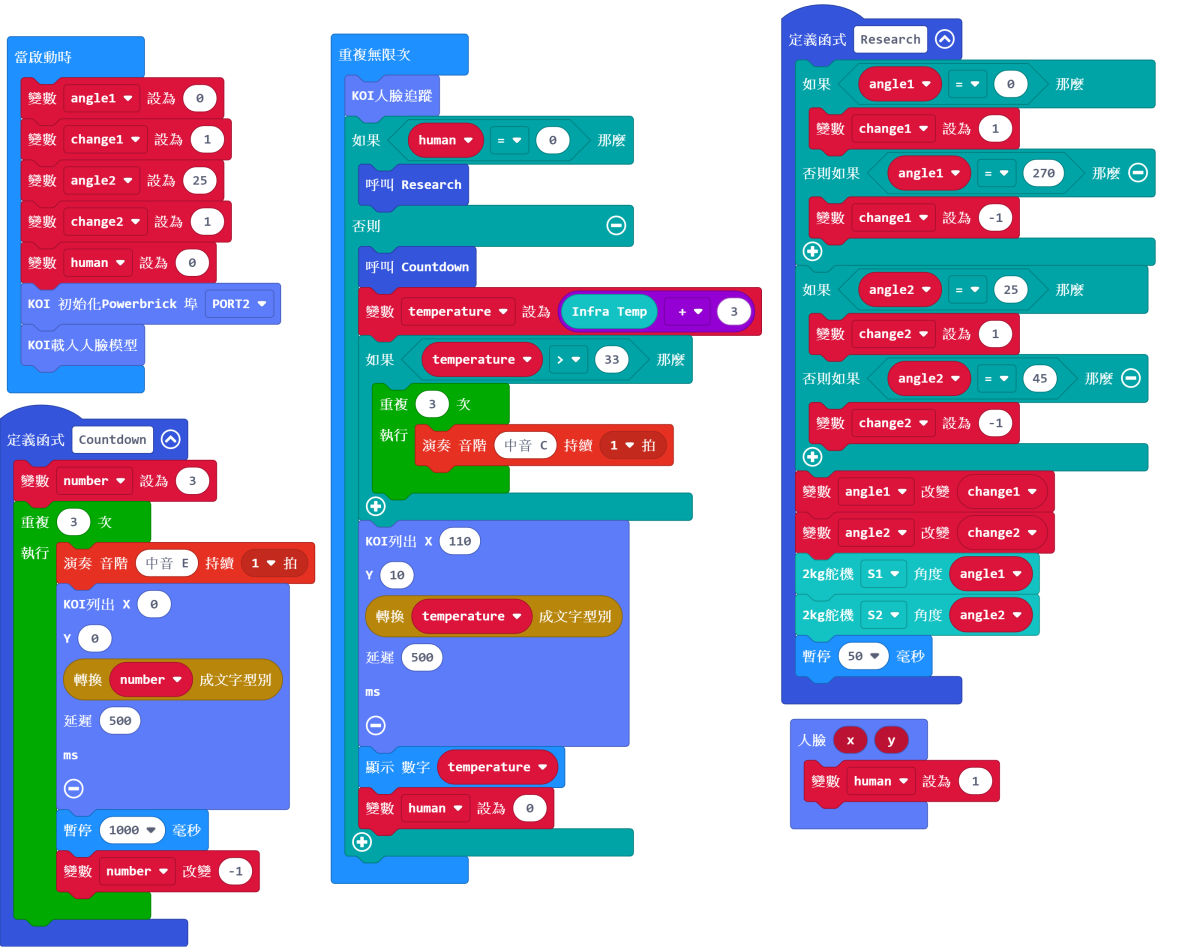 當啟動時
變數 angle1 設為 0
變數 change1 設為 1
變數 angle2 設為 25
變數 change2 設為 1
變數 human 設為 0
KOI 初始化Powerbrick 埠 PORT2
KOI載入人臉模型
定義函式 Countdown
變數 number 設為 3
重複 3 次
執行
演奏 音階 中音 E 持續 1 拍
KOI列出 X 0
Y 0
轉換 number 成文字型別
延遲 500
ms
暫停 1000 毫秒
變數 number 改變 -1
重複無限次
KOI人臉追蹤
如果 human = 0 那麼
呼叫 Research
否則
呼叫 Countdown
變數 temperature 設為 Infra Temp + 3
如果 temperature > 33 那麼
重複 3 次
執行
演奏 音階 中音 C 持續 1 拍
KOI列出 X 110
Y 10
轉換 temperature 成文字型別
延遲 500
ms
顯示 數字 temperature
變數 human 設為 0
定義函式 Research
如果 angle1 = 0 那麼
變數 change1 設為 1
否則如果 angle1 = 270 那麼
變數 change1 設為 -1
如果 angle2 = 25 那麼
變數 change2 設為 1
否則如果 angle2 = 45 那麼
變數 change2 設為 -1
變數 angle1 改變 change1
變數 angle2 改變 change2
2kg舵機 S1 角度 angle1
2kg舵機 S2 角度 angle2
暫停 50 毫秒
人臉 x y
變數 human 設為 1